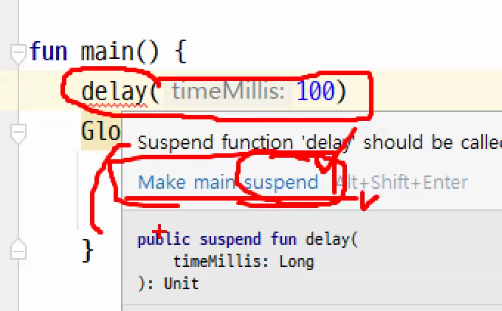 fun main() {
delay( timeMillis: 100)
Glo
Suspend function 'delay' should be calle
Make main suspend Alt+Shift+Enter
public suspend fun delay(
timeMillis: Long
): Unit
}